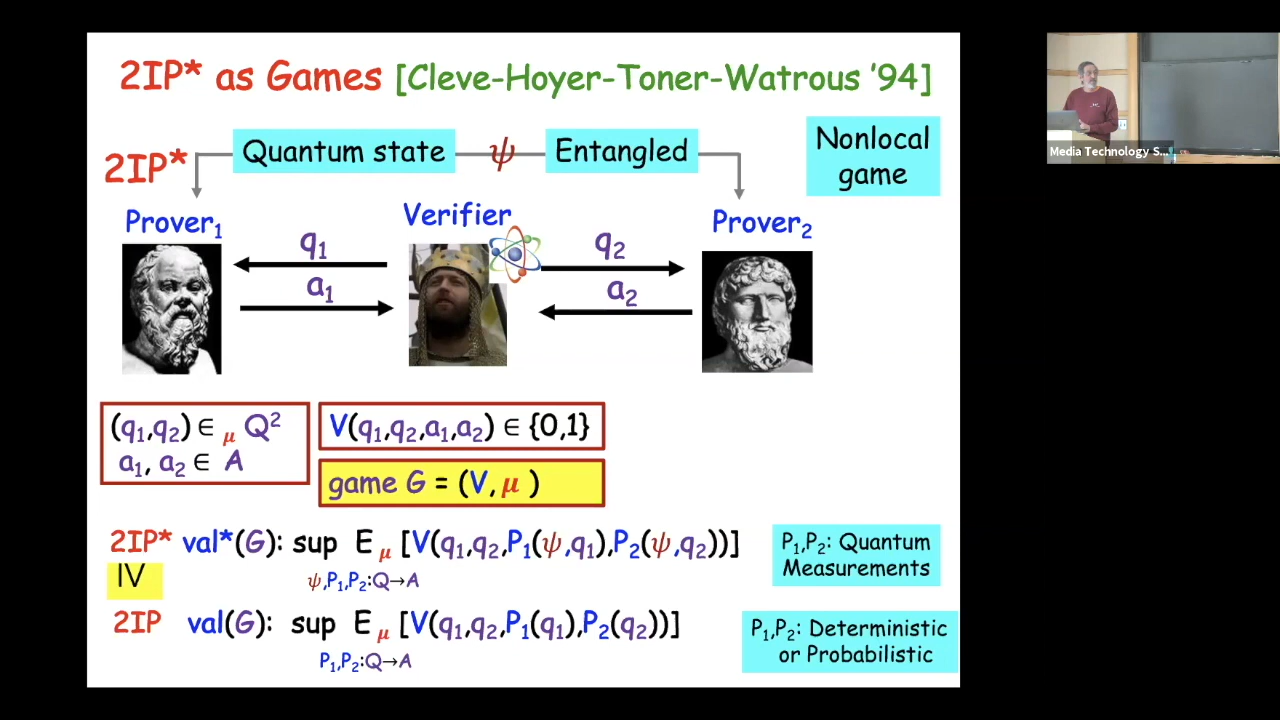 2IP* as Games [Cleve-Hoyer-Toner-Watrous '94]
2IP*
Quantum state ψ Entangled
Nonlocal
game
Prover₁
Verifier
Prover₂
q₁
a₁
q₂
a₂
(q₁,q₂) ∈ μ Q²
a₁, a₂ ∈ A
V(q₁,q₂,a₁,a₂) ∈ {0,1}
game G = (V, μ )
2IP* val*(G): sup E μ [V(q₁,q₂,P₁(ψ,q₁),P₂(ψ,q₂))]
ψ,P₁,P₂:Q→A
P₁,P₂: Quantum
Measurements
IV
2IP val(G): sup E μ [V(q₁,q₂,P₁(q₁),P₂(q₂))]
P₁,P₂:Q→A
P₁,P₂: Deterministic
or Probabilistic
Media Technology S...